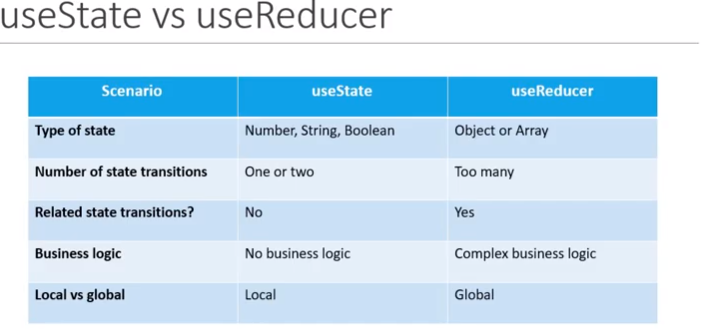 useState vs useReducer
Scenario useState useReducer
Type of state Number, String, Boolean Object or Array
Number of state transitions One or two Too many
Related state transitions? No Yes
Business logic No business logic Complex business logic
Local vs global Local Global